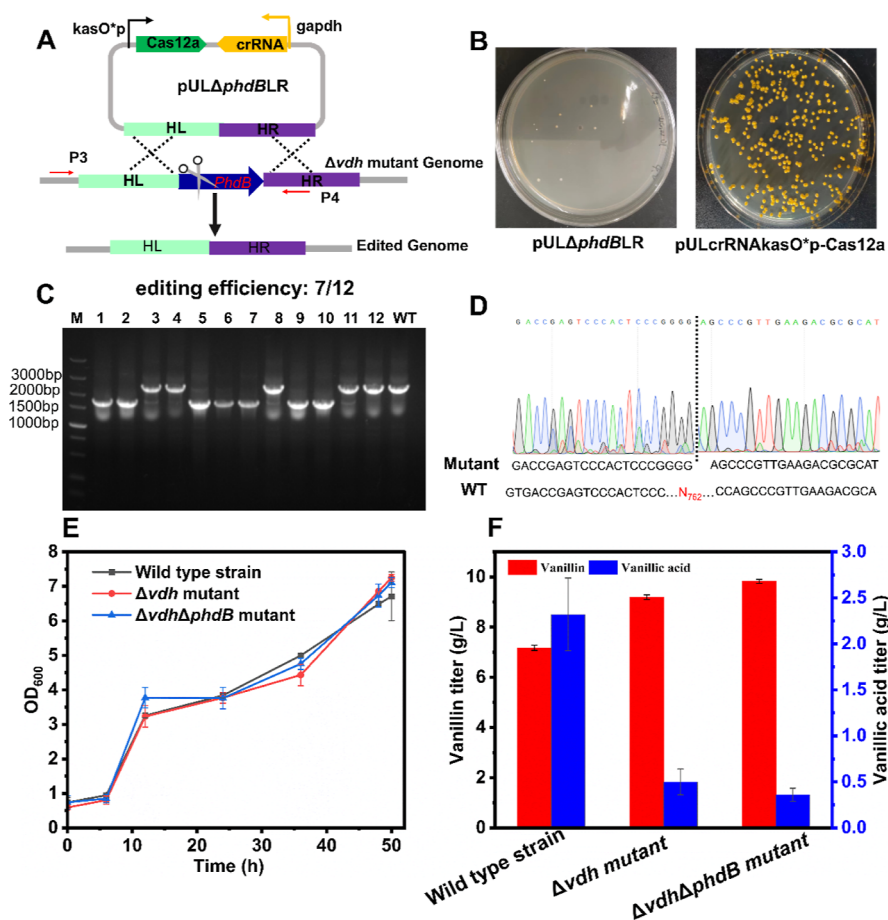 A
kasO*p
gapdh
Cas12a
crRNA
pULΔphdBLR
HL
HR
P3
Δvdh mutant Genome
HL
PhdB
HR
P4
HL
HR
Edited Genome
B
pULΔphdBLR
pULcrRNAkasO*p-Cas12a
C
editing efficiency: 7/12
M 1 2 3 4 5 6 7 8 9 10 11 12 WT
3000bp
2000bp
1500bp
1000bp
D
GACCGAGTCCCACTCCCGGGG AGCCCGTTGAAGACGCGCAT
Mutant
GACCGAGTCCCACTCCCGGGG AGCCCGTTGAAGACGCGCAT
WT
GTGACCGAGTCCCACTCCC...N762...CCAGCCCGTTGAAGACGCA
E
8
7
6
5
4
3
2
1
0
OD600
Wild type strain
Δvdh mutant
ΔvdhΔphdB mutant
0 10 20 30 40 50
Time (h)
F
Vanillin
Vanillic acid
10
8
6
4
2
0
Vanillin titer (g/L)
3.0
2.5
2.0
1.5
1.0
0.5
0.0
Vanillic acid titer (g/L)
Wild type strain
Δvdh mutant
ΔvdhΔphdB mutant